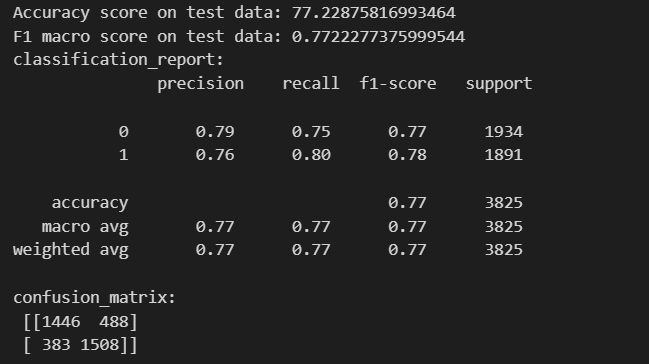 Accuracy score on test data: 77.22875816993464
F1 macro score on test data: 0.7722277375999544
classification_report:
precision recall f1-score support
0 0.79 0.75 0.77 1934
1 0.76 0.80 0.78 1891
accuracy 0.77 3825
macro avg 0.77 0.77 0.77 3825
weighted avg 0.77 0.77 0.77 3825
confusion_matrix:
[[1446 488]
[ 383 1508]]